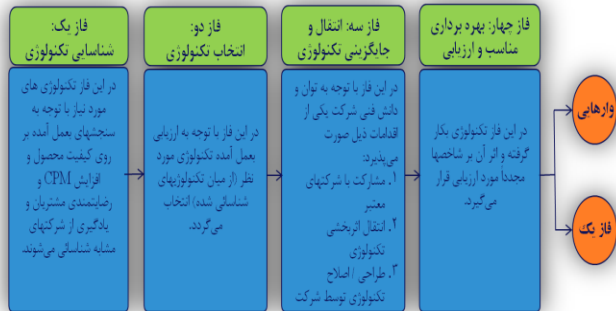 فاز یک:
شناسایی تکنولوژی
در این فاز تکنولوژی های
مورد نیاز با توجه به
سنجشهای بعمل آمده بر
روی کیفیت محصول و
افزایش CPM و
رضایتمندی مشتریان و
یادگیری از شرکتهای
مشابه شناسائی می‌شوند.
فاز دو:
انتخاب تکنولوژی
در این فاز با توجه به ارزیابی
بعمل آمده تکنولوژی مورد
نظر (از میان تکنولوژیهای
شناسائی شده) انتخاب
می‌گردد.
فاز سه: انتقال و
جایگزینی تکنولوژی
در این فاز با توجه به توان و
دانش فنی شرکت یکی از
اقدامات ذیل صورت
می‌پذیرد:
۱. مشارکت با شرکتهای
معتبر
۲. انتقال اثربخشی
تکنولوژی
۳. طراحی / اصلاح
تکنولوژی توسط شرکت
فاز چهار: بهره برداری
مناسب و ارزیابی
در این فاز تکنولوژی بکار
گرفته و اثر آن بر شاخصها
مجدداً مورد ارزیابی قرار
می‌گیرد.
وارهایی
فاز یک